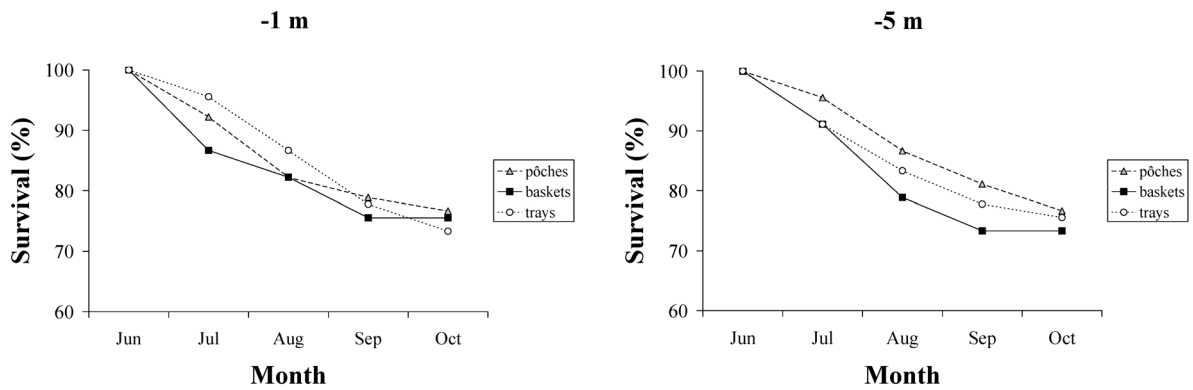 -1 m
Survival (%)
100
90
80
70
60
Jun Jul Aug Sep Oct
Month
pôches
baskets
trays
-5 m
Survival (%)
100
90
80
70
60
Jun Jul Aug Sep Oct
Month
pôches
baskets
trays